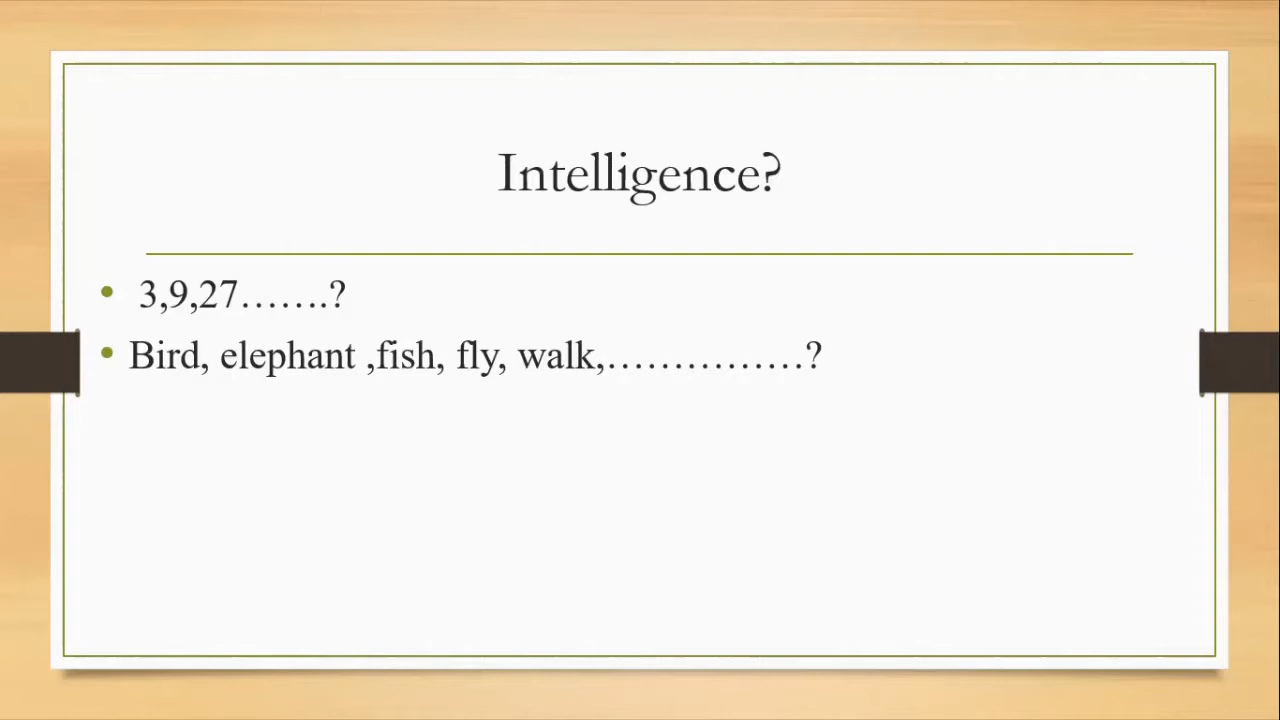 Intelligence?
• 3,9,27…….?
• Bird, elephant ,fish, fly, walk,……………?